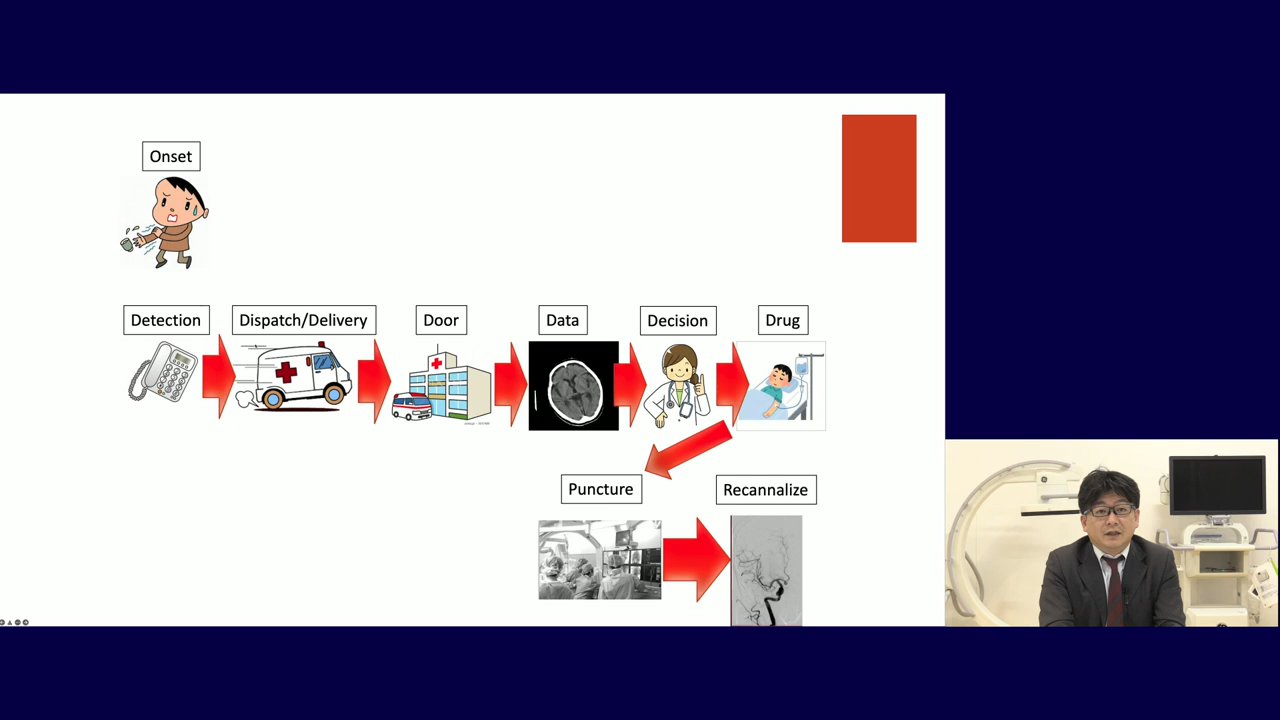 Onset
Detection
Dispatch/Delivery
Door
Data
Decision
Drug
Puncture
Recannalize